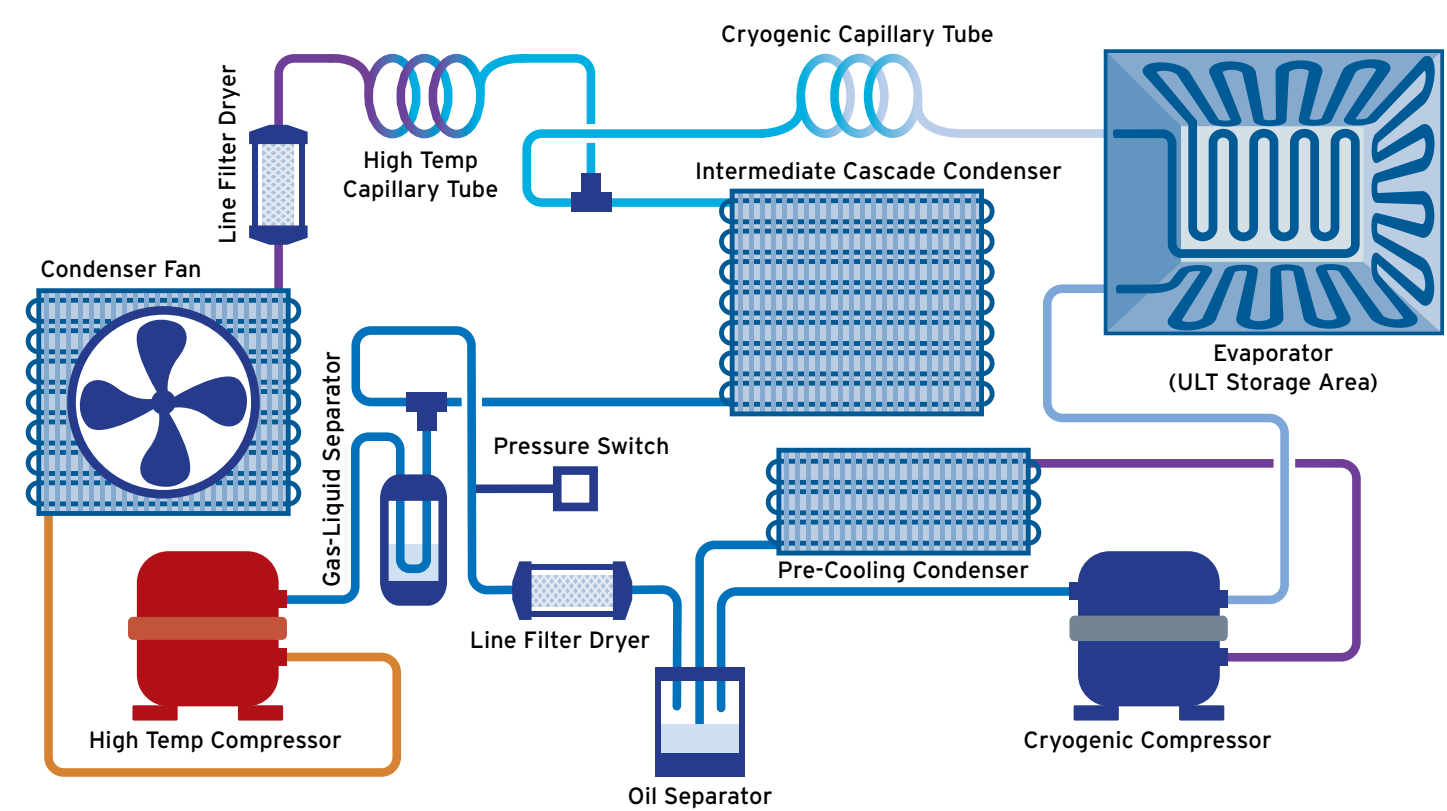 Cryogenic Capillary Tube
Line Filter Dryer
High Temp
Capillary Tube
Intermediate Cascade Condenser
Condenser Fan
Evaporator
(ULT Storage Area)
Gas-Liquid Separator
Pressure Switch
Pre-Cooling Condenser
Line Filter Dryer
High Temp Compressor
Cryogenic Compressor
Oil Separator